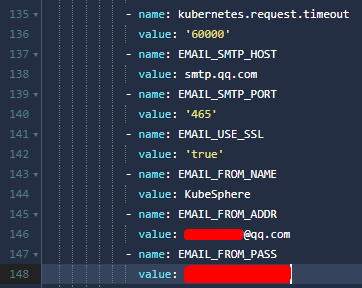 135 - name: kubernetes.request.timeout
136 value: '60000'
137 - name: EMAIL_SMTP_HOST
138 value: smtp.qq.com
139 - name: EMAIL_SMTP_PORT
140 value: '465'
141 - name: EMAIL_USE_SSL
142 value: 'true'
143 - name: EMAIL_FROM_NAME
144 value: KubeSphere
145 - name: EMAIL_FROM_ADDR
146 value: @qq.com
147 - name: EMAIL_FROM_PASS
148 value: